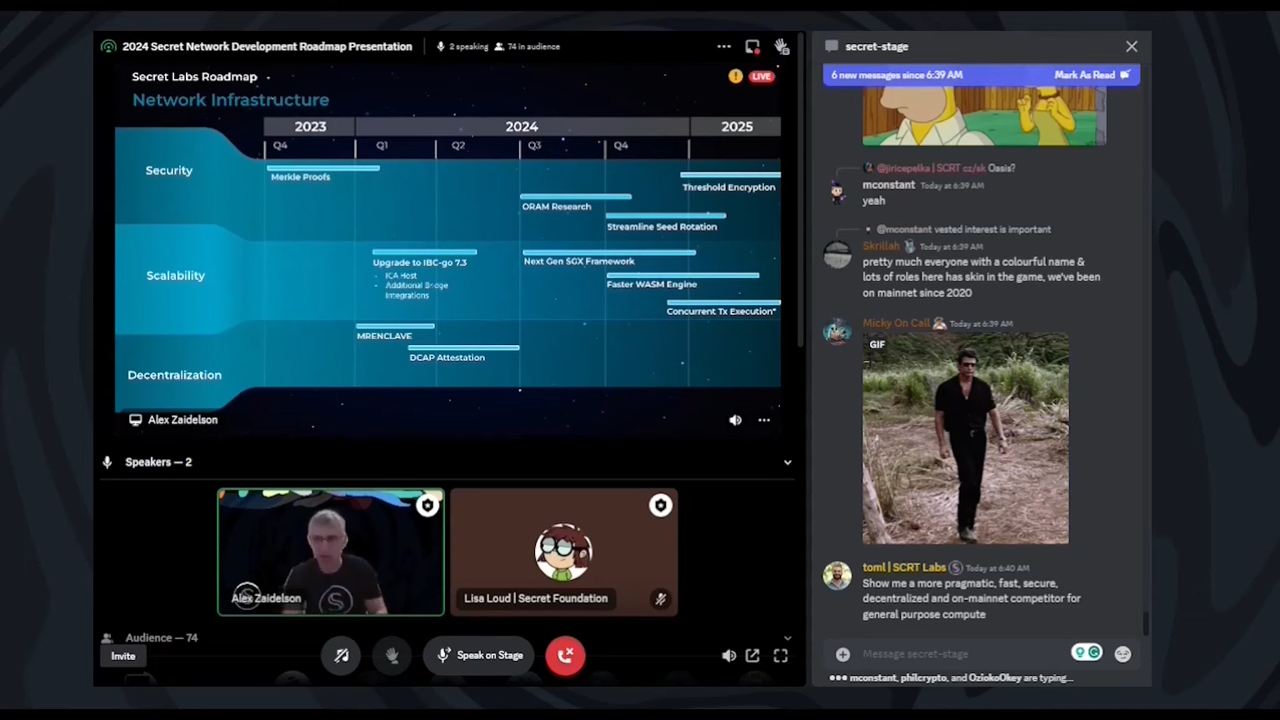 2024 Secret Network Development Roadmap Presentation
2 speaking
74 in audience
Secret Labs Roadmap
LIVE
Network Infrastructure
2023
2024
2025
Q4
Q1
Q2
Q3
Q4
Security
Merkle Proofs
Threshold Encryption
ORAM Research
Streamline Seed Rotation
Scalability
Upgrade to IBC-go 7.3
- ICA Host
- Additional Bridge
Integrations
Next Gen SGX Framework
Faster WASM Engine
Concurrent Tx Execution*
MRENCLAVE
DCAP Attestation
Decentralization
Alex Zaidelson
Speakers — 2
Alex Zaidelson
Lisa Loud | Secret Foundation
Audience — 74
Invite
Speak on Stage
secret-stage
6 new messages since 6:39 AM
Mark As Read
@jiricepelka | SCRT cz/sk Oasis?
mconstant Today at 6:39 AM
yeah
@mconstant vested interest is important
Skrillah Today at 6:39 AM
pretty much everyone with a colourful name &
lots of roles here has skin in the game, we've been
on mainnet since 2020
Micky On Call Today at 6:39 AM
GIF
toml | SCRT Labs Today at 6:40 AM
Show me a more pragmatic, fast, secure,
decentralized and on-mainnet competitor for
general purpose compute
Message secret-stage
mconstant, philcrypto, and OziokoOkey are typing...